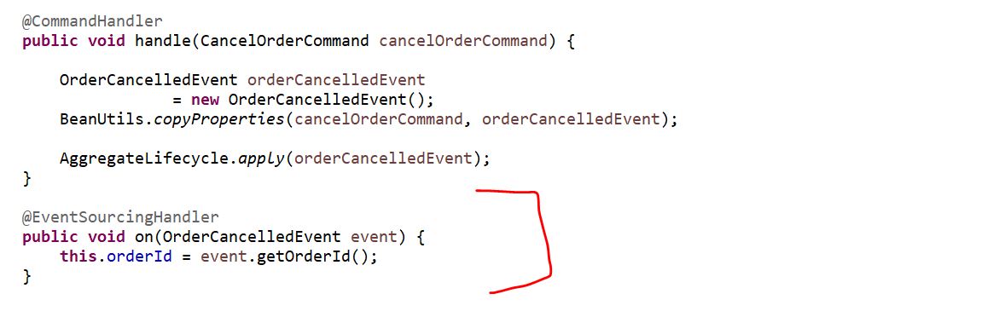 @CommandHandler
public void handle(CancelOrderCommand cancelOrderCommand) {
OrderCancelledEvent orderCancelledEvent
= new OrderCancelledEvent();
BeanUtils.copyProperties(cancelOrderCommand, orderCancelledEvent);
AggregateLifecycle.apply(orderCancelledEvent);
}
@EventSourcingHandler
public void on(OrderCancelledEvent event) {
this.orderId = event.getOrderId();
}